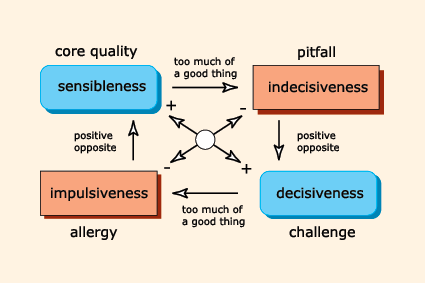 core quality
too much of
a good thing
pitfall
sensibleness
indecisiveness
+
-
positive
opposite
positive
opposite
-
+
impulsiveness
decisiveness
too much of
a good thing
allergy
challenge